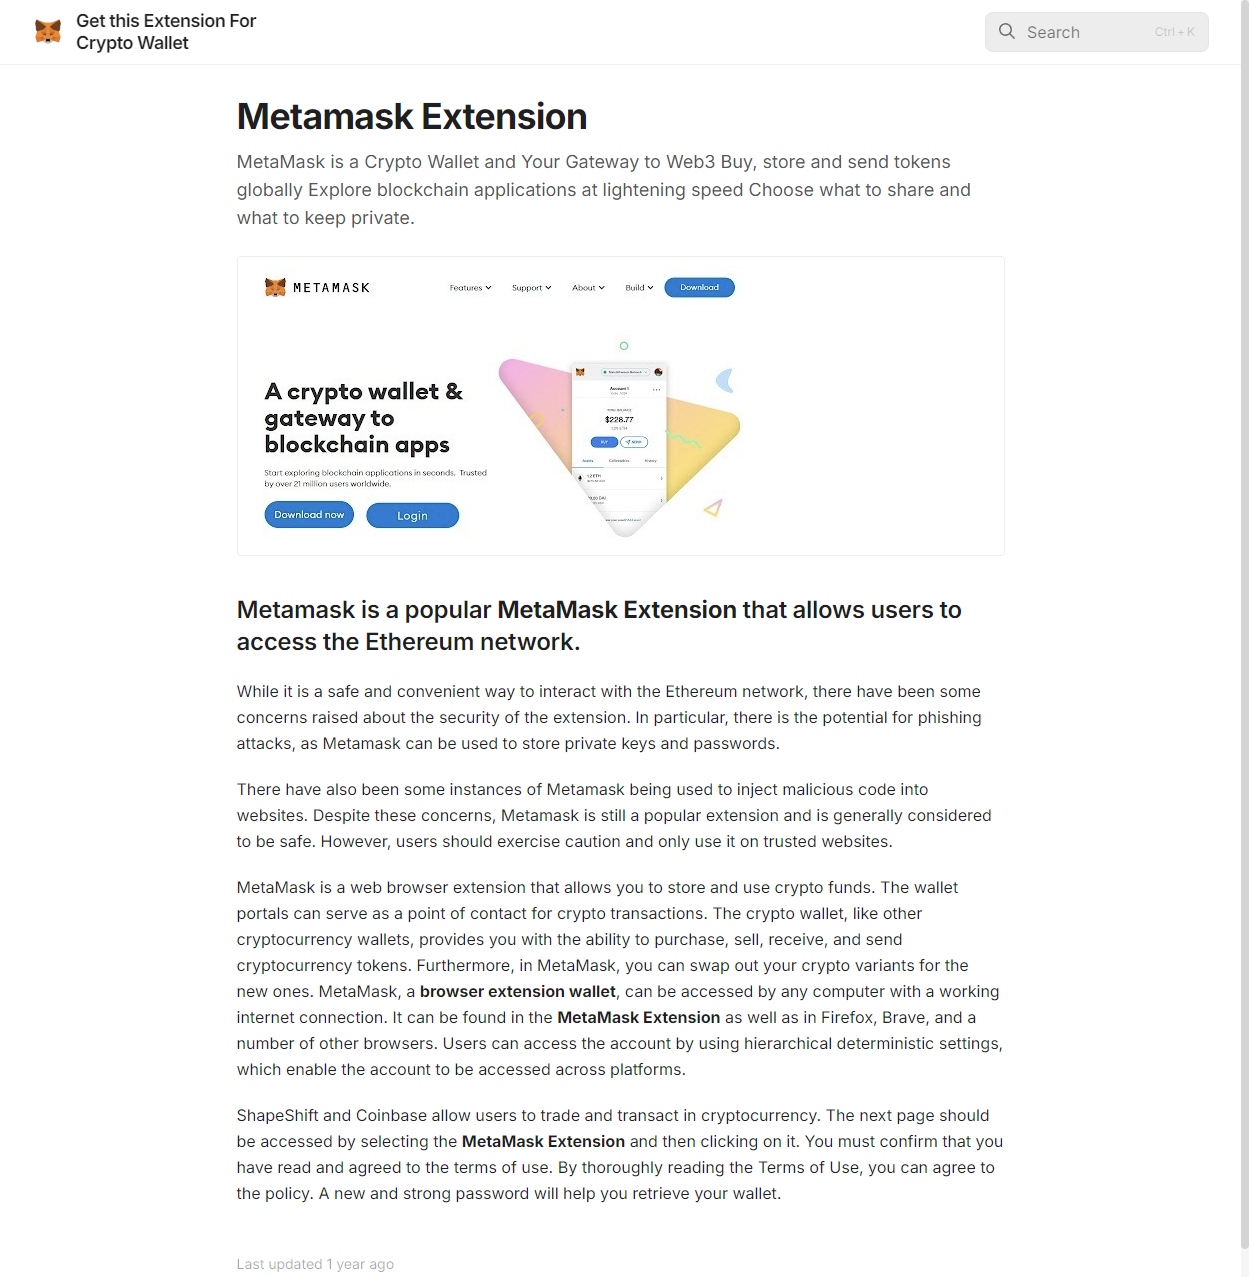 Get this Extension For
Crypto Wallet
Search
Ctrl + K
Metamask Extension
MetaMask is a Crypto Wallet and Your Gateway to Web3 Buy, store and send tokens
globally Explore blockchain applications at lightening speed Choose what to share and
what to keep private.
METAMASK
Features
Support
About
Build
Download
A crypto wallet &
gateway to
blockchain apps
Start exploring blockchain applications in seconds. Trusted
by over 21 million users worldwide.
Download now
Login
Account 1
$228.77
BUY
SEND
Assets
Collectibles
History
1.2 ETH
Metamask is a popular MetaMask Extension that allows users to
access the Ethereum network.
While it is a safe and convenient way to interact with the Ethereum network, there have been some
concerns raised about the security of the extension. In particular, there is the potential for phishing
attacks, as Metamask can be used to store private keys and passwords.
There have also been some instances of Metamask being used to inject malicious code into
websites. Despite these concerns, Metamask is still a popular extension and is generally considered
to be safe. However, users should exercise caution and only use it on trusted websites.
MetaMask is a web browser extension that allows you to store and use crypto funds. The wallet
portals can serve as a point of contact for crypto transactions. The crypto wallet, like other
cryptocurrency wallets, provides you with the ability to purchase, sell, receive, and send
cryptocurrency tokens. Furthermore, in MetaMask, you can swap out your crypto variants for the
new ones. MetaMask, a browser extension wallet, can be accessed by any computer with a working
internet connection. It can be found in the MetaMask Extension as well as in Firefox, Brave, and a
number of other browsers. Users can access the account by using hierarchical deterministic settings,
which enable the account to be accessed across platforms.
ShapeShift and Coinbase allow users to trade and transact in cryptocurrency. The next page should
be accessed by selecting the MetaMask Extension and then clicking on it. You must confirm that you
have read and agreed to the terms of use. By thoroughly reading the Terms of Use, you can agree to
the policy. A new and strong password will help you retrieve your wallet.
Last updated 1 year ago